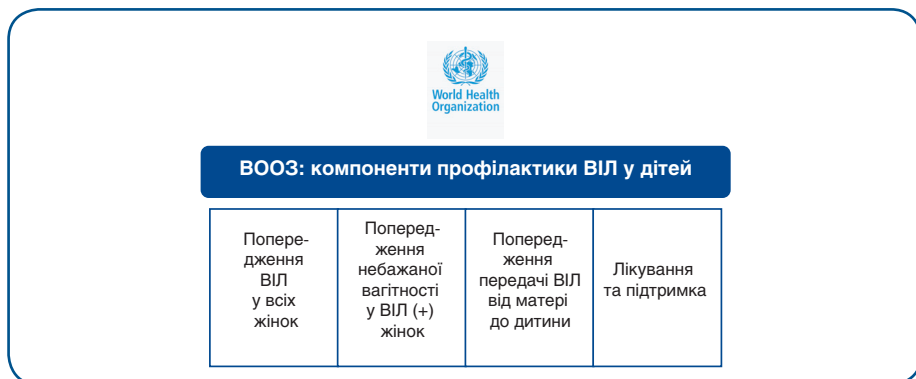 World Health
Organization
ВООЗ: компоненти профілактики ВІЛ у дітей
Попере-
дження
ВІЛ
у всіх
жінок
Поперед-
ження
небажаної
вагітності
у ВІЛ (+)
жінок
Поперед-
ження
передачі ВІЛ
від матері
до дитини
Лікування
та підтримка